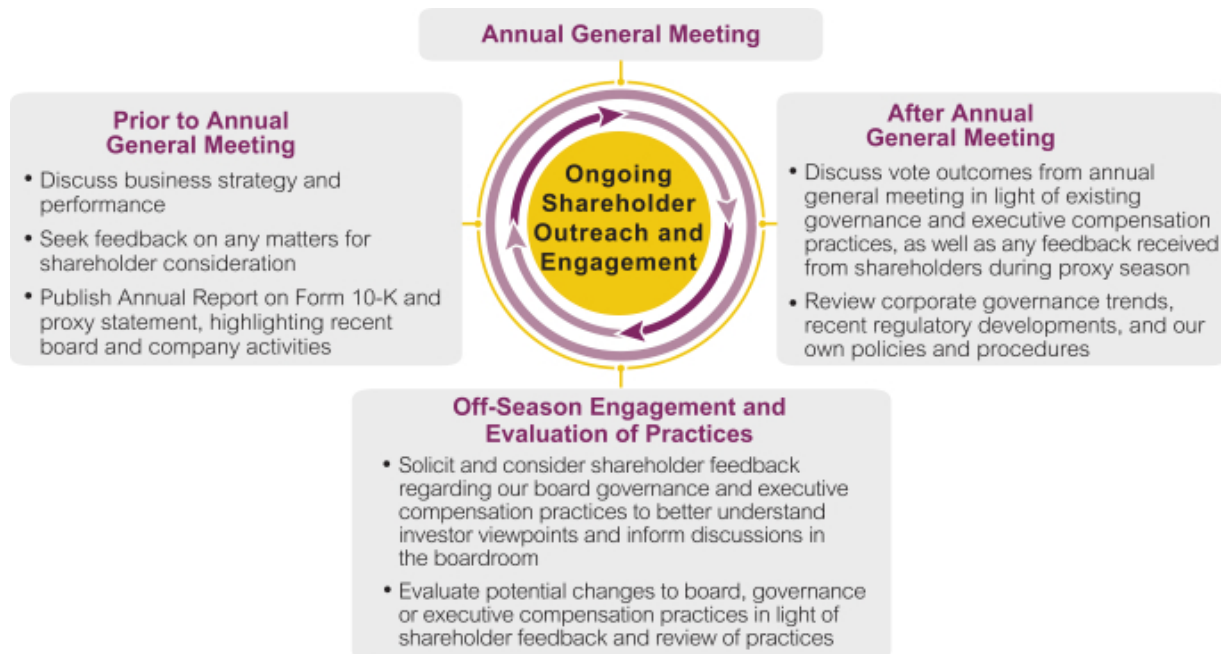 Annual General Meeting
Prior to Annual
General Meeting
• Discuss business strategy and
performance
• Seek feedback on any matters for
shareholder consideration
• Publish Annual Report on Form 10-K and
proxy statement, highlighting recent
board and company activities
Ongoing
Shareholder
Outreach and
Engagement
After Annual
General Meeting
• Discuss vote outcomes from annual
general meeting in light of existing
governance and executive compensation
practices, as well as any feedback received
from shareholders during proxy season
• Review corporate governance trends,
recent regulatory developments, and our
own policies and procedures
Off-Season Engagement and
Evaluation of Practices
• Solicit and consider shareholder feedback
regarding our board governance and executive
compensation practices to better understand
investor viewpoints and inform discussions in
the boardroom
• Evaluate potential changes to board, governance
or executive compensation practices in light of
shareholder feedback and review of practices